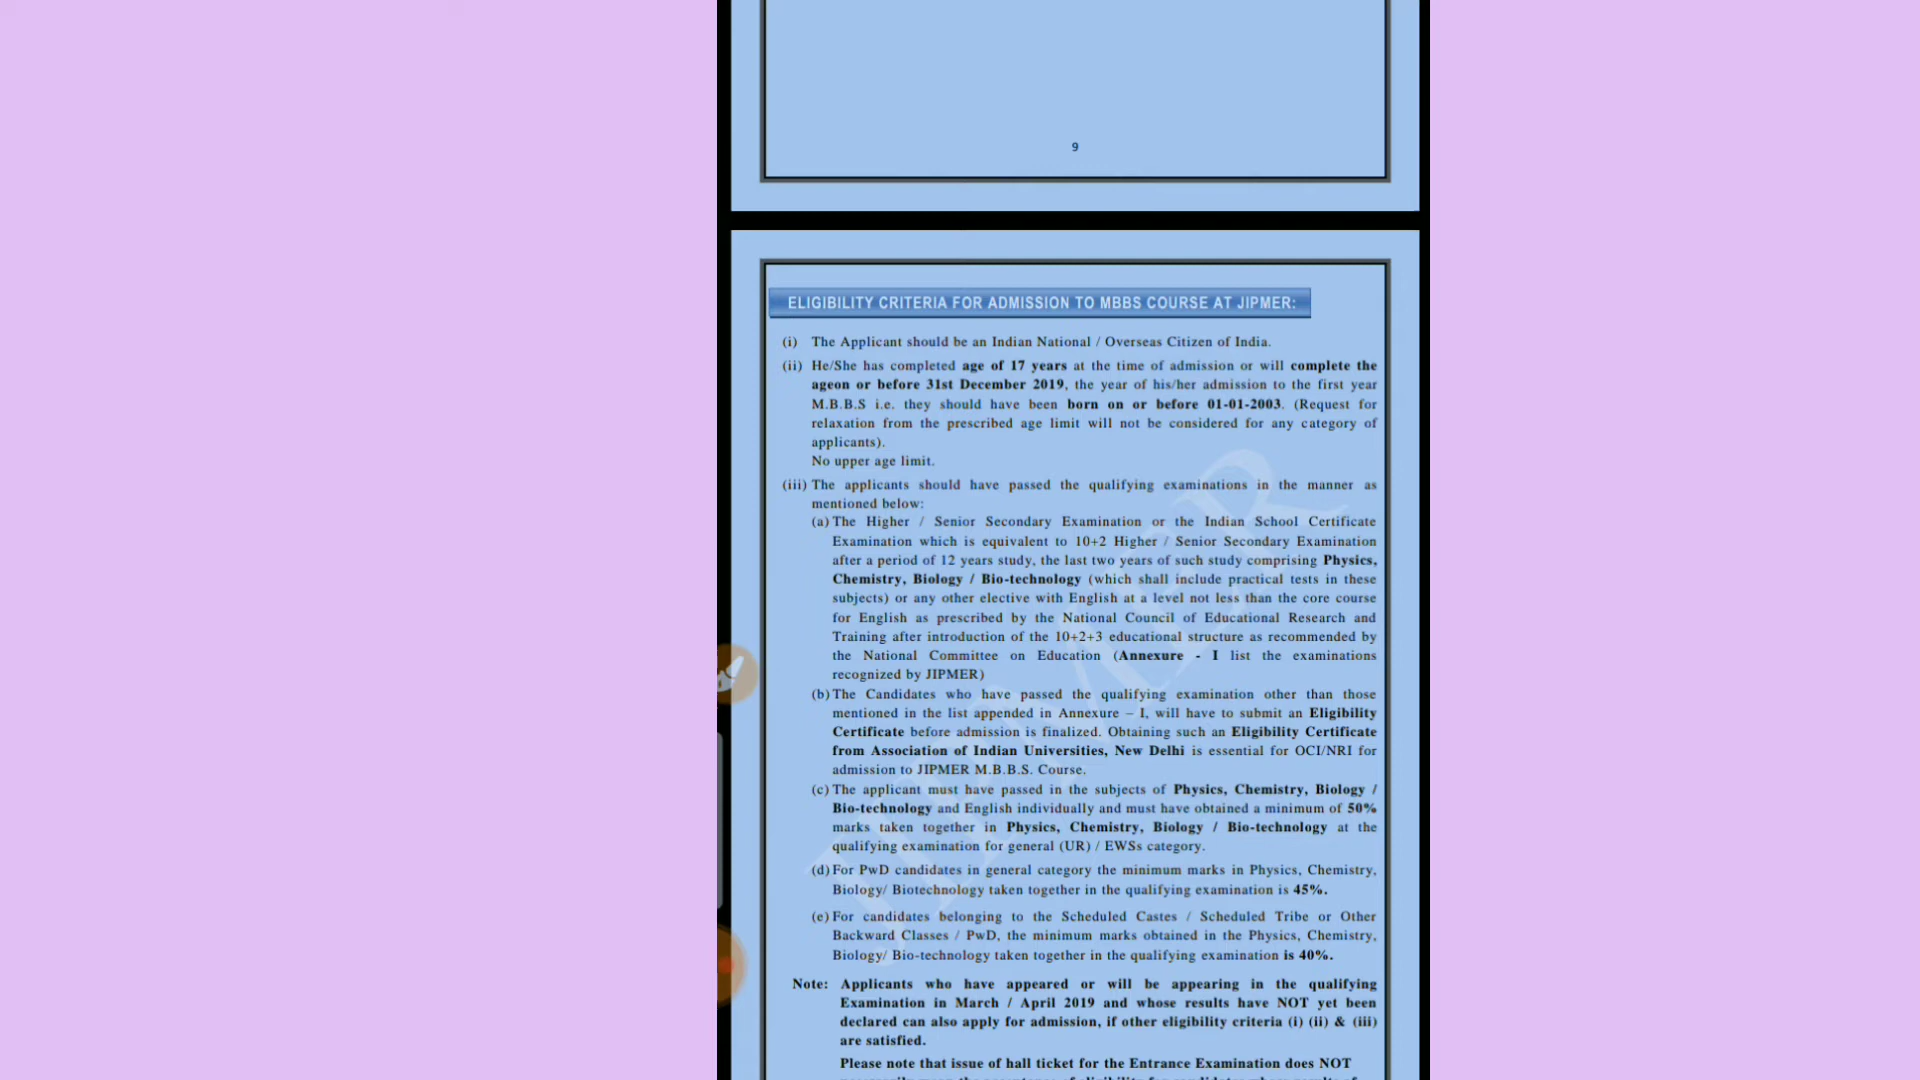 9
ELIGIBILITY CRITERIA FOR ADMISSION TO MBBS COURSE AT JIPMER:
(i) The Applicant should be an Indian National / Overseas Citizen of India.
(ii) He/She has completed age of 17 years at the time of admission or will complete the
ageon or before 31st December 2019, the year of his/her admission to the first year
M.B.B.S i.e. they should have been born on or before 01-01-2003. (Request for
relaxation from the prescribed age limit will not be considered for any category of
applicants).
No upper age limit.
(iii) The applicants should have passed the qualifying examinations in the manner as
mentioned below:
(a) The Higher / Senior Secondary Examination or the Indian School Certificate
Examination which is equivalent to 10+2 Higher / Senior Secondary Examination
after a period of 12 years study, the last two years of such study comprising Physics,
Chemistry, Biology / Bio-technology (which shall include practical tests in these
subjects) or any other elective with English at a level not less than the core course
for English as prescribed by the National Council of Educational Research and
Training after introduction of the 10+2+3 educational structure as recommended by
the National Committee on Education (Annexure - I list the examinations
recognized by JIPMER)
(b) The Candidates who have passed the qualifying examination other than those
mentioned in the list appended in Annexure – I, will have to submit an Eligibility
Certificate before admission is finalized. Obtaining such an Eligibility Certificate
from Association of Indian Universities, New Delhi is essential for OCI/NRI for
admission to JIPMER M.B.B.S. Course.
(c) The applicant must have passed in the subjects of Physics, Chemistry, Biology /
Bio-technology and English individually and must have obtained a minimum of 50%
marks taken together in Physics, Chemistry, Biology / Bio-technology at the
qualifying examination for general (UR) / EWSs category.
(d) For PwD candidates in general category the minimum marks in Physics, Chemistry,
Biology/ Biotechnology taken together in the qualifying examination is 45%.
(e) For candidates belonging to the Scheduled Castes / Scheduled Tribe or Other
Backward Classes / PwD, the minimum marks obtained in the Physics, Chemistry,
Biology/ Bio-technology taken together in the qualifying examination is 40%.
Note: Applicants who have appeared or will be appearing in the qualifying
Examination in March / April 2019 and whose results have NOT yet been
declared can also apply for admission, if other eligibility criteria (i) (ii) & (iii)
are satisfied.
Please note that issue of hall ticket for the Entrance Examination does NOT
JIPMER